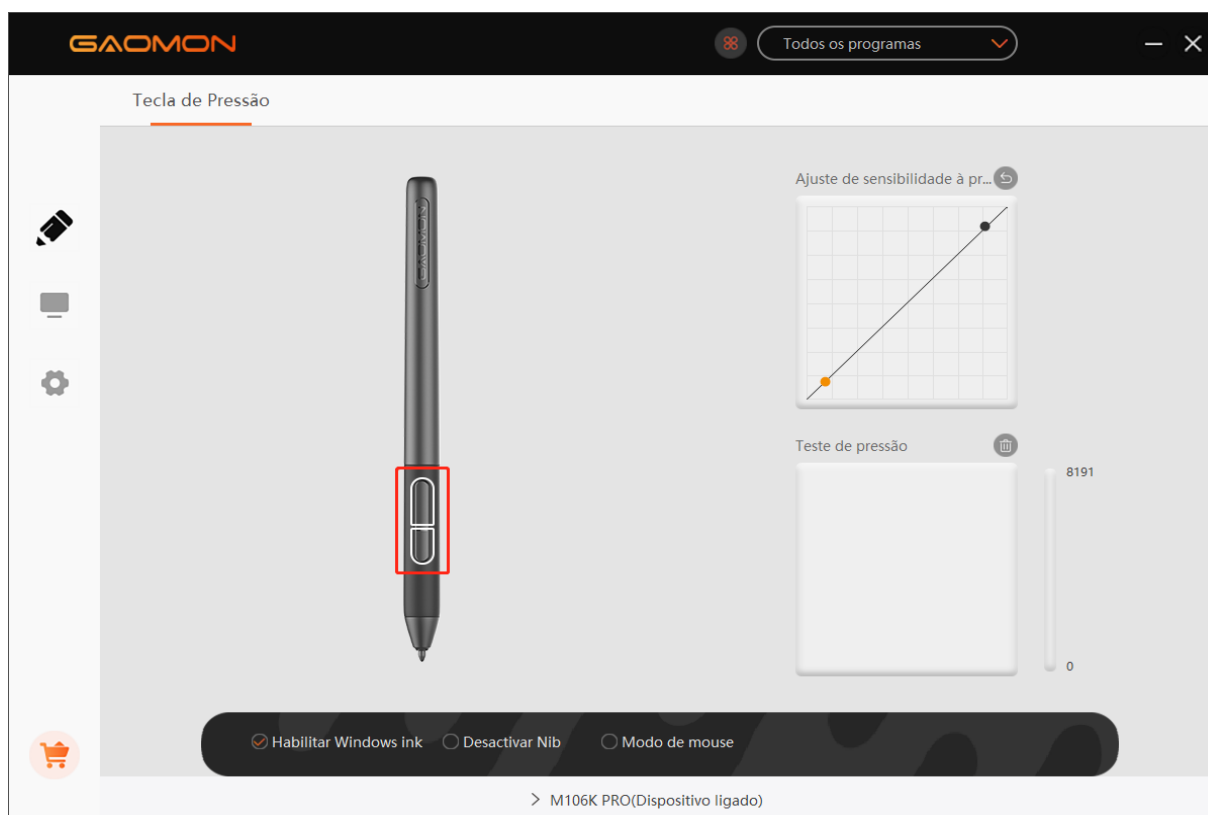 GAOMON
Todos os programas
Tecla de Pressão
GAOMON
Ajuste de sensibilidade à pr...
Teste de pressão
8191
0
Habilitar Windows ink
Desactivar Nib
Modo de mouse
M106K PRO(Dispositivo ligado)